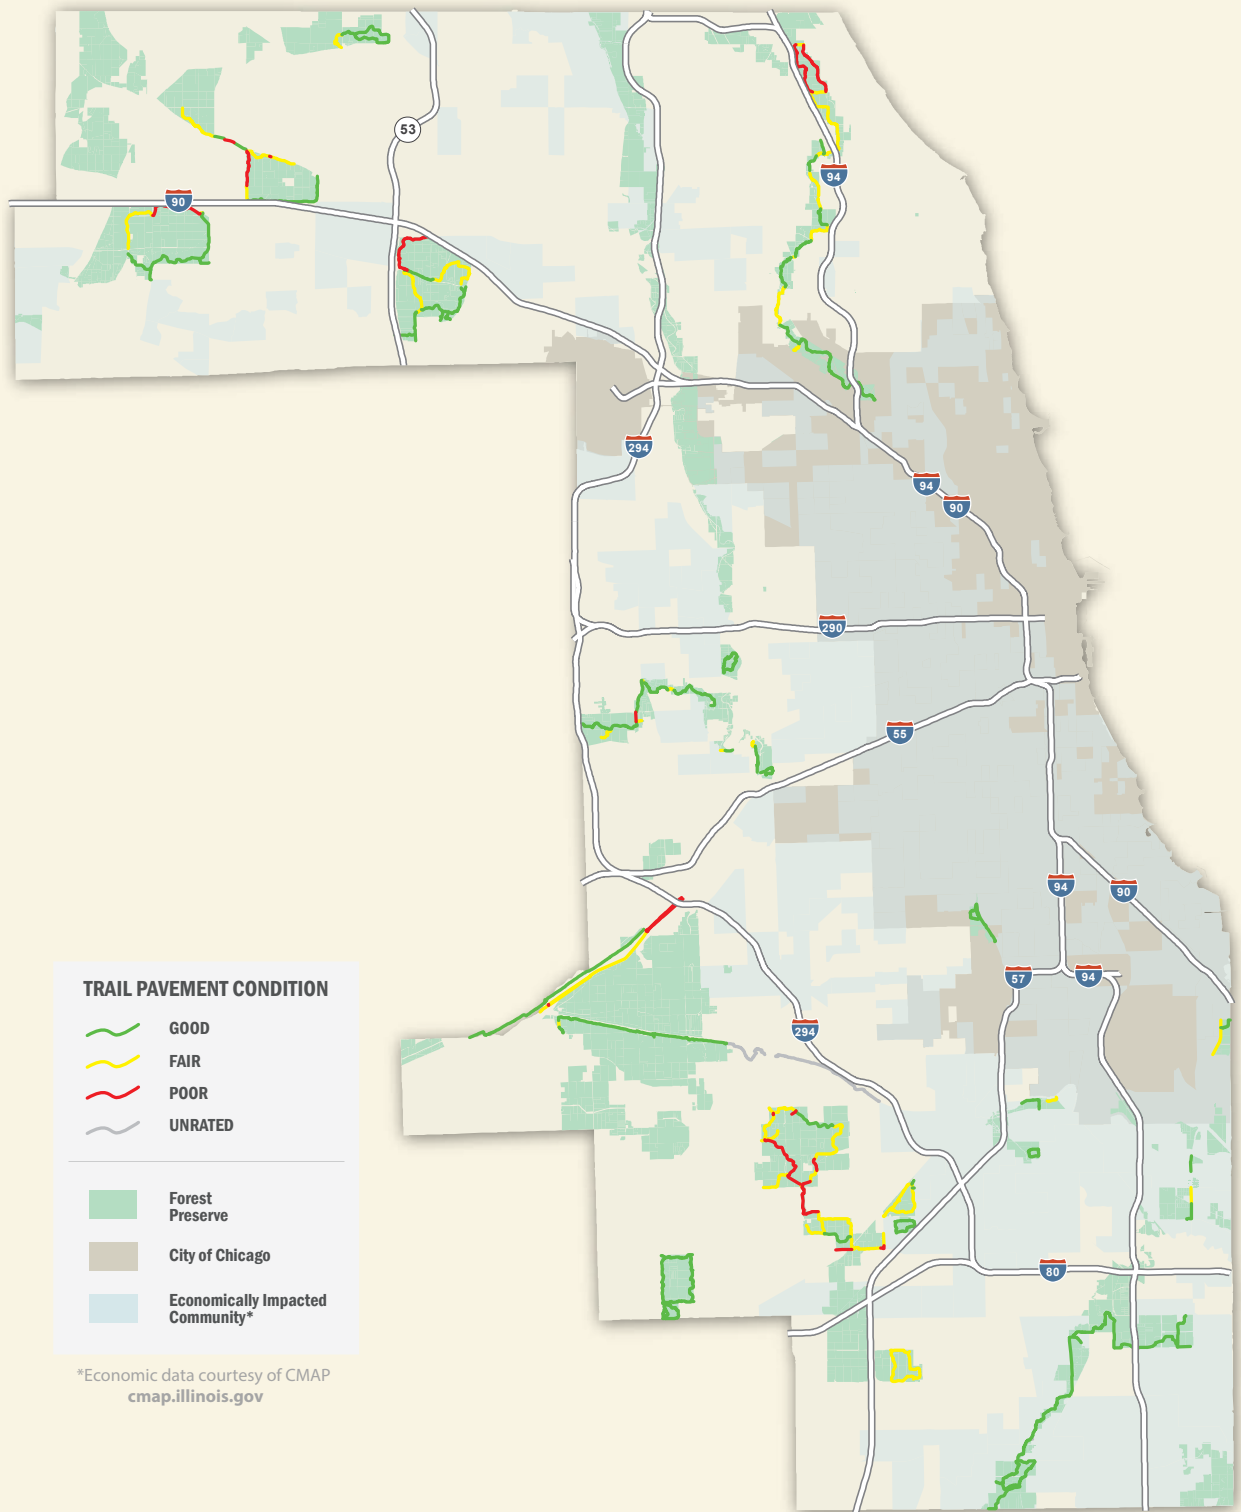 53
94
90
294
94
90
290
55
94
90
57
94
294
80
TRAIL PAVEMENT CONDITION
GOOD
FAIR
POOR
UNRATED
Forest
Preserve
City of Chicago
Economically Impacted
Community*
*Economic data courtesy of CMAP
cmap.illinois.gov